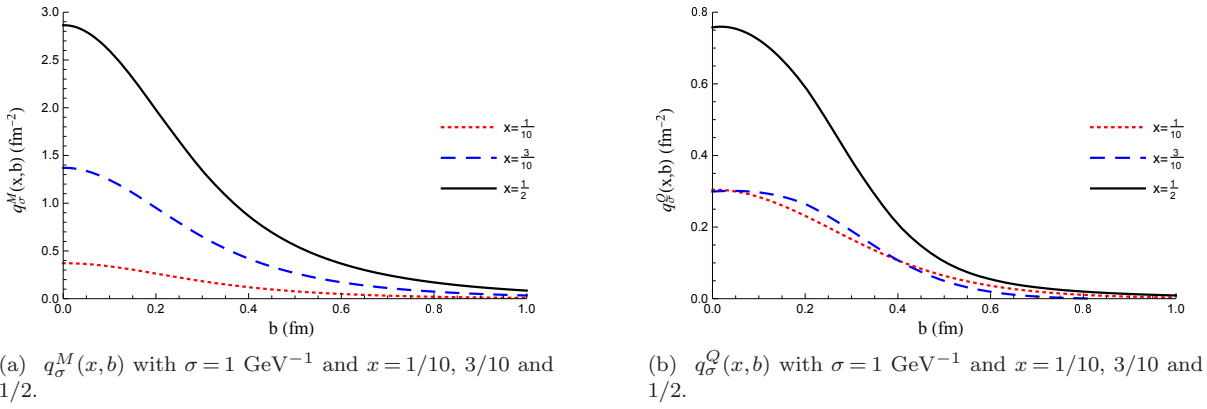 3.0
2.5
2.0
1.5
1.0
0.5
0.0
0.0 0.2 0.4 0.6 0.8 1.0
b (fm)
q_σ^M(x,b) (fm⁻²)
x=1/10
x=3/10
x=1/2
(a) q_σ^M(x,b) with σ=1 GeV⁻¹ and x=1/10, 3/10 and
1/2.
0.8
0.6
0.4
0.2
0.0
0.0 0.2 0.4 0.6 0.8 1.0
b (fm)
q_σ^Q(x,b) (fm⁻²)
x=1/10
x=3/10
x=1/2
(b) q_σ^Q(x,b) with σ=1 GeV⁻¹ and x=1/10, 3/10 and
1/2.